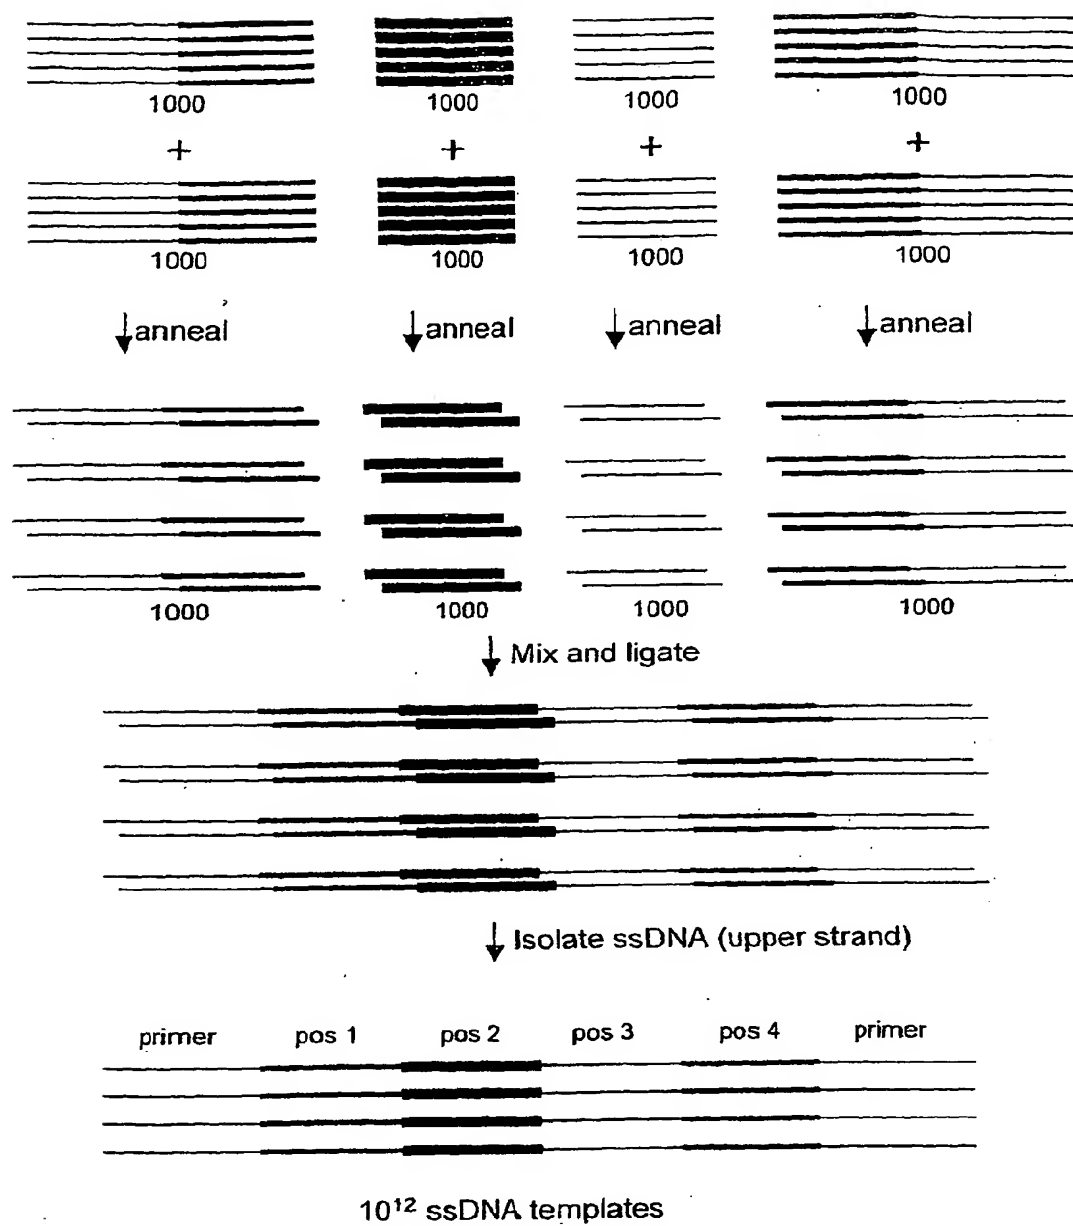 1000 1000 1000 1000
+ + + +
1000 1000 1000 1000
anneal anneal anneal anneal
1000 1000 1000 1000
Mix and ligate
Isolate ssDNA (upper strand)
primer pos 1 pos 2 pos 3 pos 4 primer
10¹² ssDNA templates